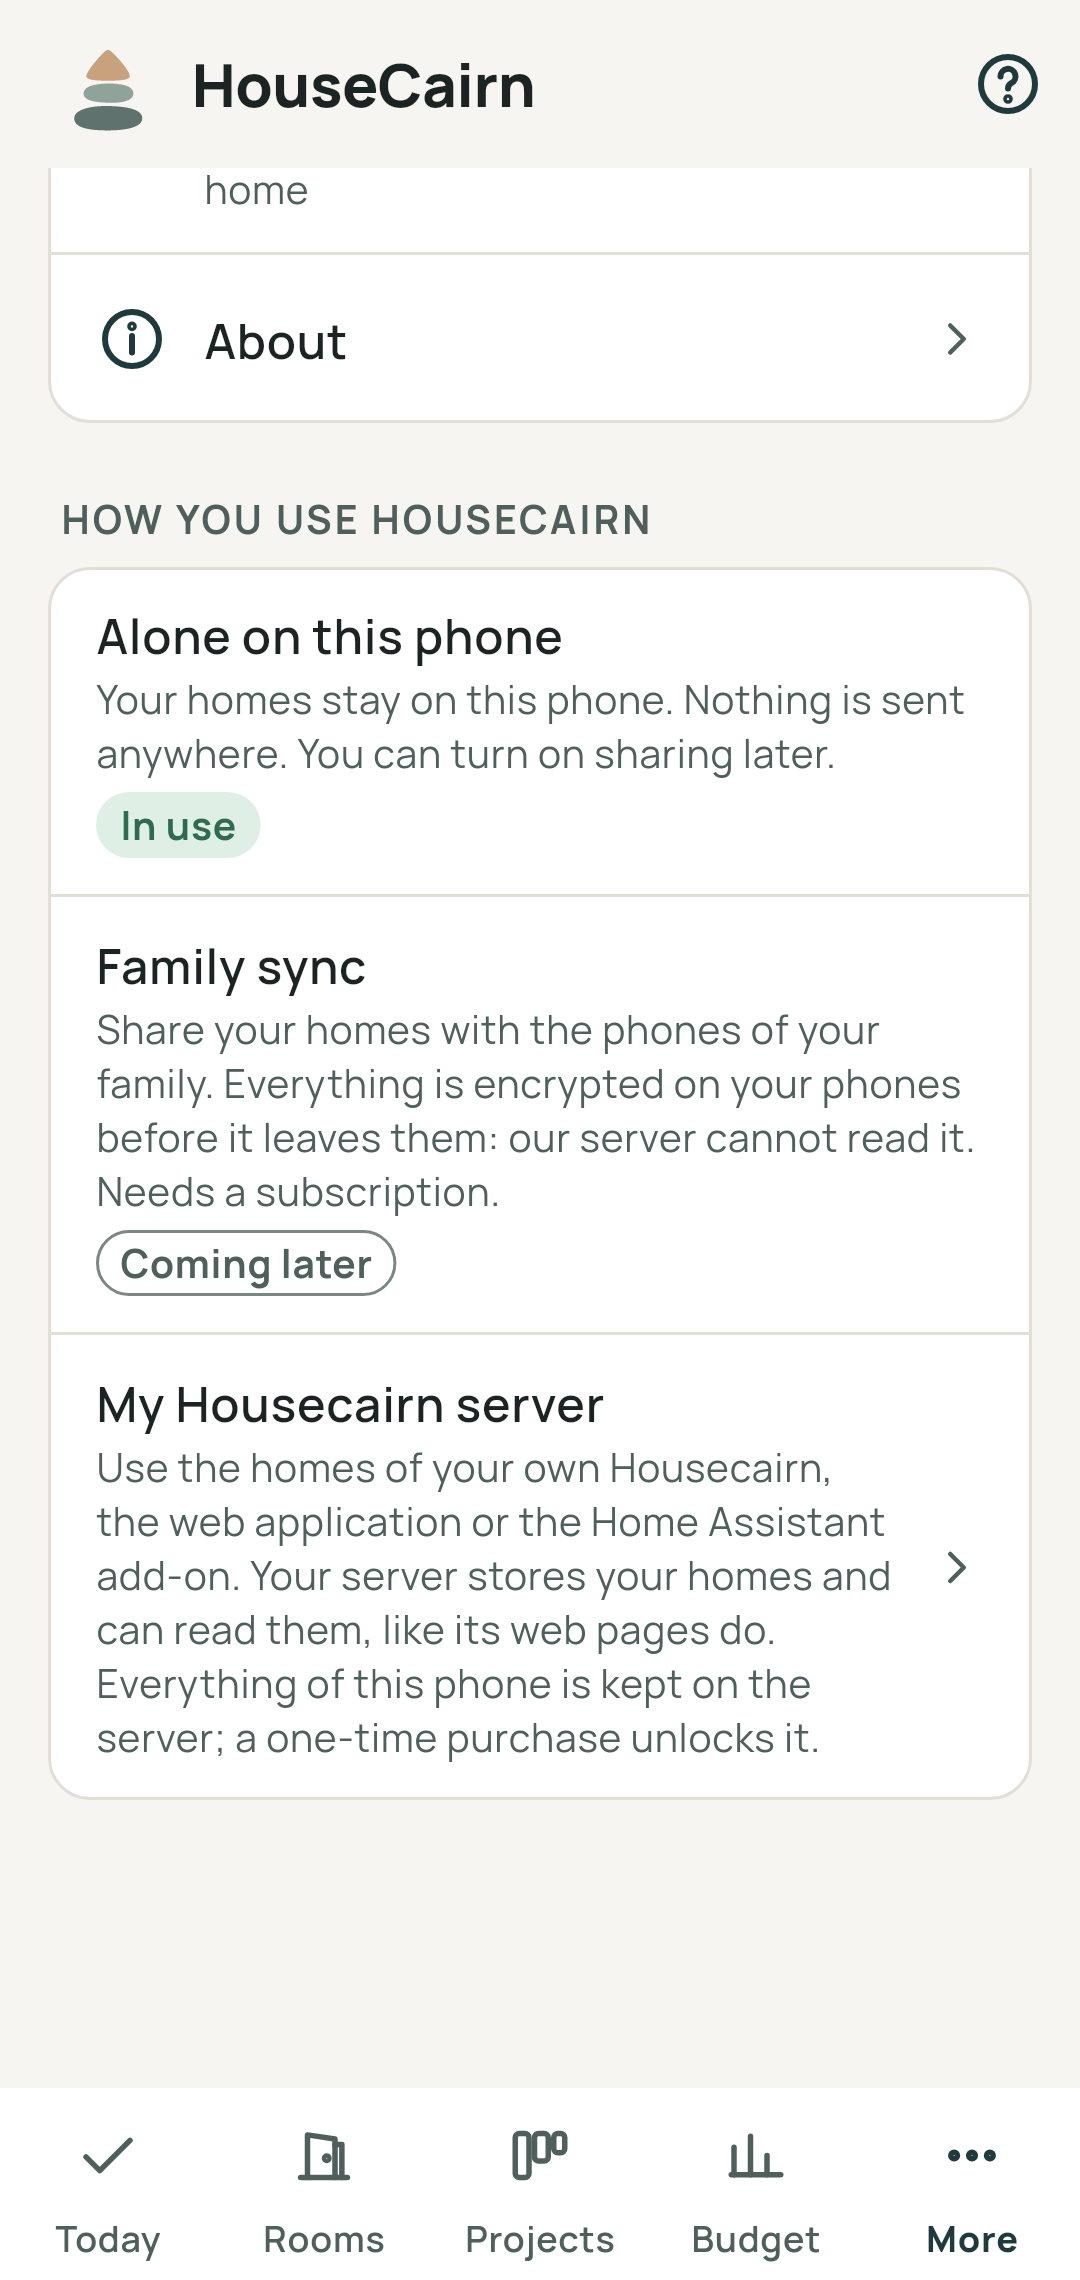 HouseCairn
home
About
HOW YOU USE HOUSECAIRN
Alone on this phone
Your homes stay on this phone. Nothing is sent
anywhere. You can turn on sharing later.
In use
Family sync
Share your homes with the phones of your
family. Everything is encrypted on your phones
before it leaves them: our server cannot read it.
Needs a subscription.
Coming later
My Housecairn server
Use the homes of your own Housecairn,
the web application or the Home Assistant
add-on. Your server stores your homes and
can read them, like its web pages do.
Everything of this phone is kept on the
server; a one-time purchase unlocks it.
Today Rooms Projects Budget More